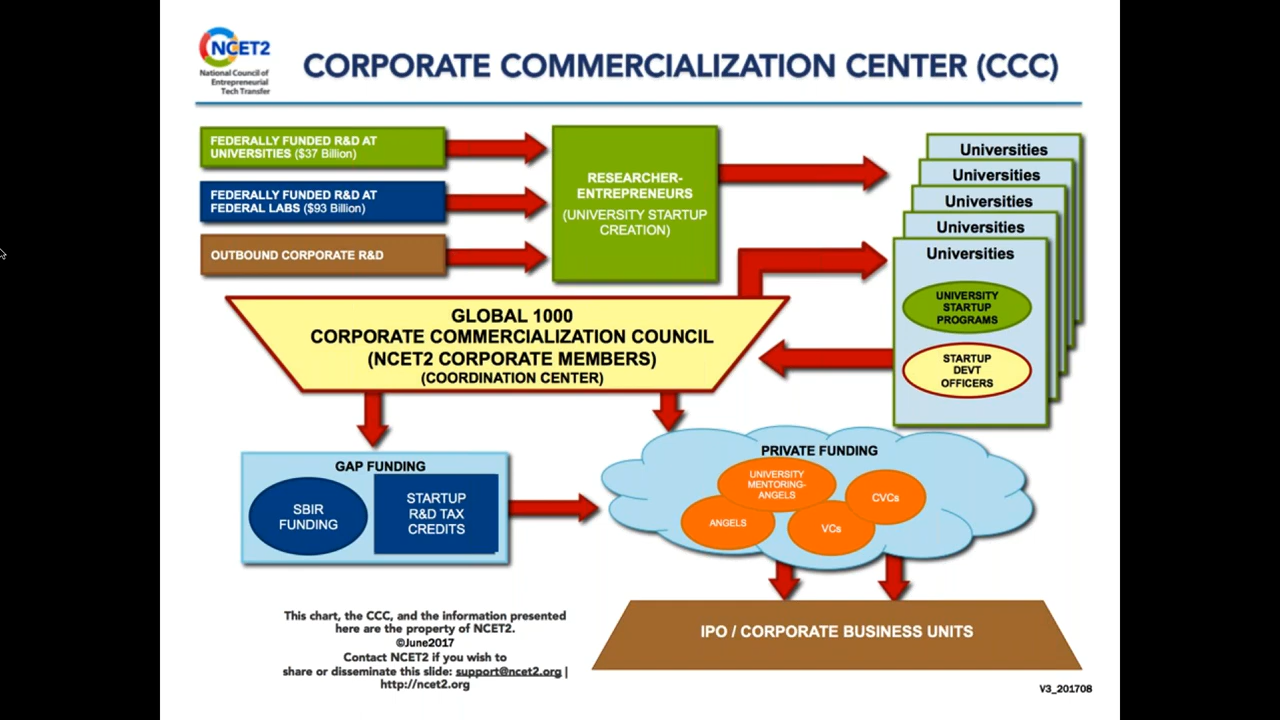 NCET2
National Council of
Entrepreneurial
Tech Transfer
CORPORATE COMMERCIALIZATION CENTER (CCC)
FEDERALLY FUNDED R&D AT
UNIVERSITIES ($37 Billion)
FEDERALLY FUNDED R&D AT
FEDERAL LABS ($93 Billion)
OUTBOUND CORPORATE R&D
RESEARCHER-
ENTREPRENEURS
(UNIVERSITY STARTUP
CREATION)
Universities
Universities
Universities
Universities
Universities
UNIVERSITY
STARTUP
PROGRAMS
STARTUP
DEVT
OFFICERS
GLOBAL 1000
CORPORATE COMMERCIALIZATION COUNCIL
(NCET2 CORPORATE MEMBERS)
(COORDINATION CENTER)
GAP FUNDING
SBIR
FUNDING
STARTUP
R&D TAX
CREDITS
PRIVATE FUNDING
UNIVERSITY
MENTORING-
ANGELS
CVCs
ANGELS
VCs
IPO / CORPORATE BUSINESS UNITS
This chart, the CCC, and the information presented
here are the property of NCET2.
©June2017
Contact NCET2 if you wish to
share or disseminate this slide: support@ncet2.org |
http://ncet2.org
V3_201708